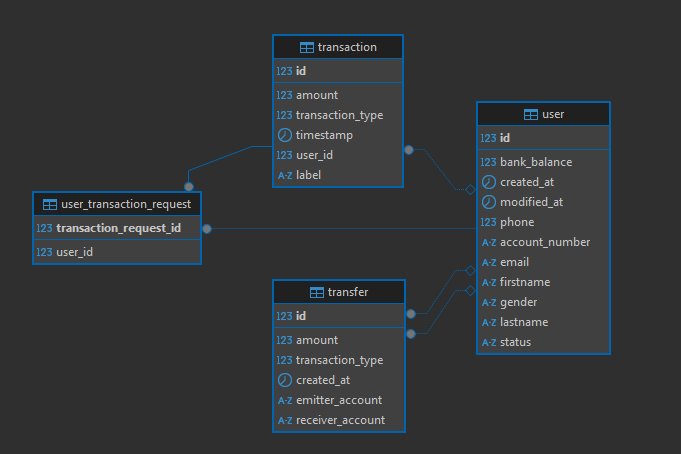 transaction
123 id
123 amount
123 transaction_type
timestamp
123 user_id
A-Z label
user
123 id
123 bank_balance
created_at
modified_at
123 phone
A-Z account_number
A-Z email
A-Z firstname
A-Z gender
A-Z lastname
A-Z status
user_transaction_request
123 transaction_request_id
123 user_id
transfer
123 id
123 amount
123 transaction_type
created_at
A-Z emitter_account
A-Z receiver_account